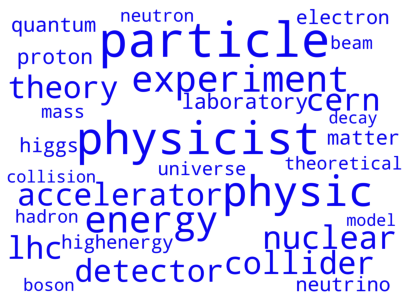 neutron
electron
quantum
particle
beam
proton
experiment
theory
laboratory
cern
mass
decay
physicist
matter
higgs
universe
theoretical
collision
accelerator
physic
hadron
energy
model
nuclear
lhc
highenergy
collider
detector
boson
neutrino